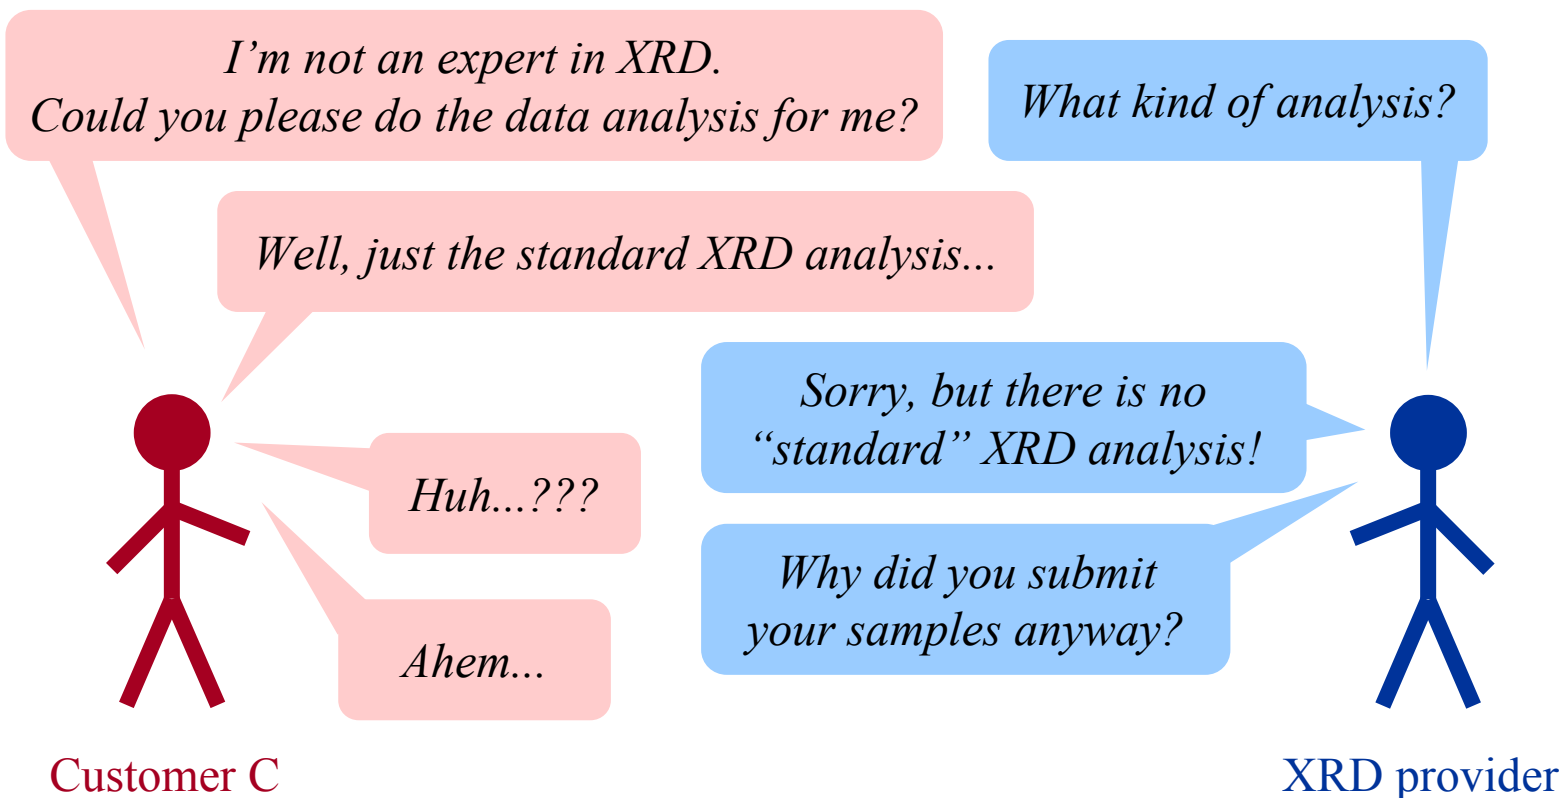 I’m not an expert in XRD.
Could you please do the data analysis for me?
What kind of analysis?
Well, just the standard XRD analysis...
Sorry, but there is no
“standard” XRD analysis!
Huh...???
Why did you submit
your samples anyway?
Ahem...
Customer C
XRD provider